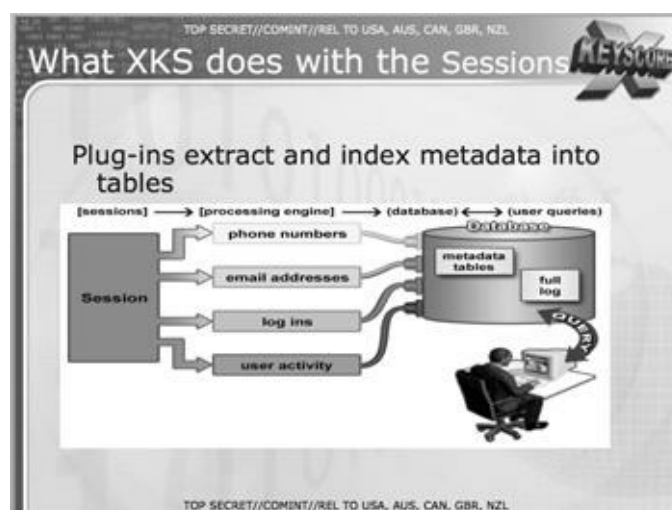 TOP SECRET//COMINT//REL TO USA, AUS, CAN, GBR, NZL
What XKS does with the Sessions
X KEYSCORE
Plug-ins extract and index metadata into
tables
[sessions] → [processing engine] → (database) ↔ (user queries)
Database
phone numbers
metadata
tables
email addresses
full
log
Session
log ins
QUERY
user activity
TOP SECRET//COMINT//REL TO USA, AUS, CAN, GBR, NZL